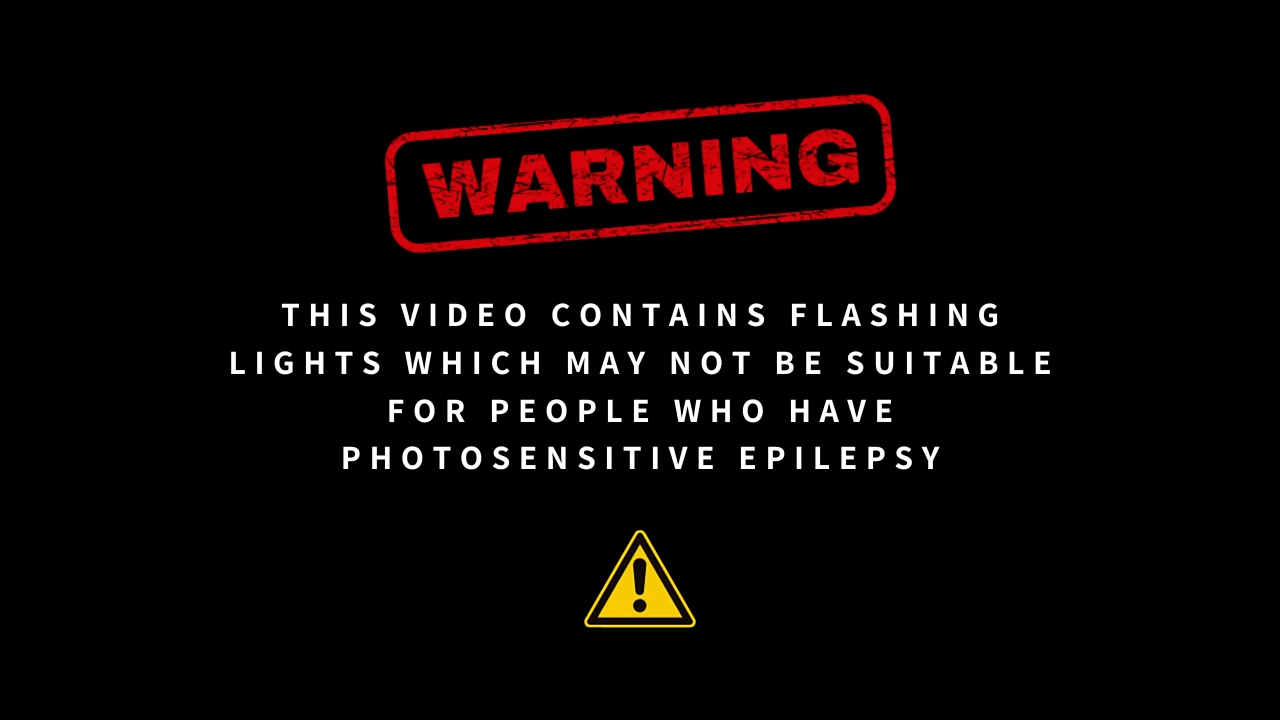 WARNING
THIS VIDEO CONTAINS FLASHING
LIGHTS WHICH MAY NOT BE SUITABLE
FOR PEOPLE WHO HAVE
PHOTOSENSITIVE EPILEPSY
!